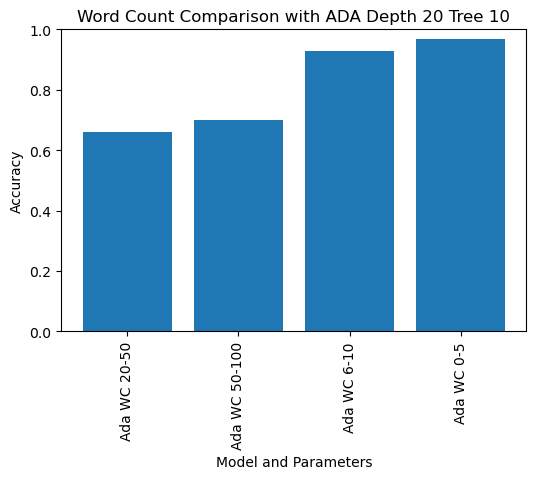 Word Count Comparison with ADA Depth 20 Tree 10
1.0
0.8
0.6
0.4
0.2
0.0
Accuracy
Ada WC 20-50
Ada WC 50-100
Ada WC 6-10
Ada WC 0-5
Model and Parameters